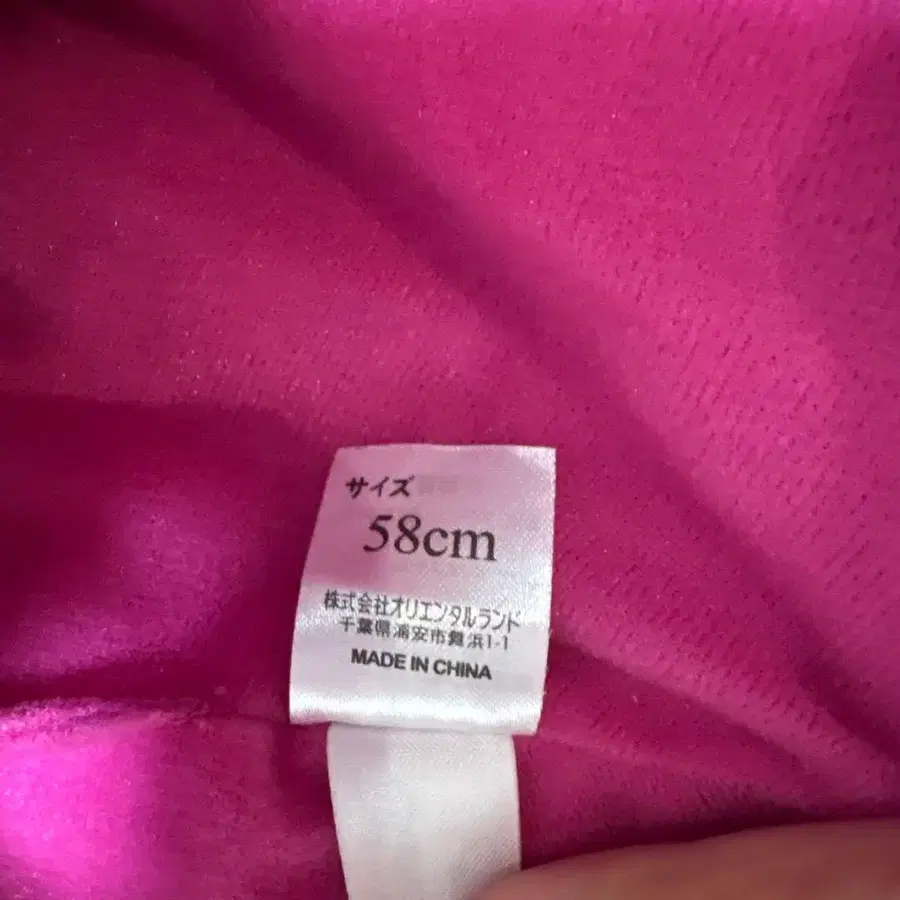 サイズ
58cm
株式会社オリエンタルランド
千葉県浦安市舞浜1-1
MADE IN CHINA